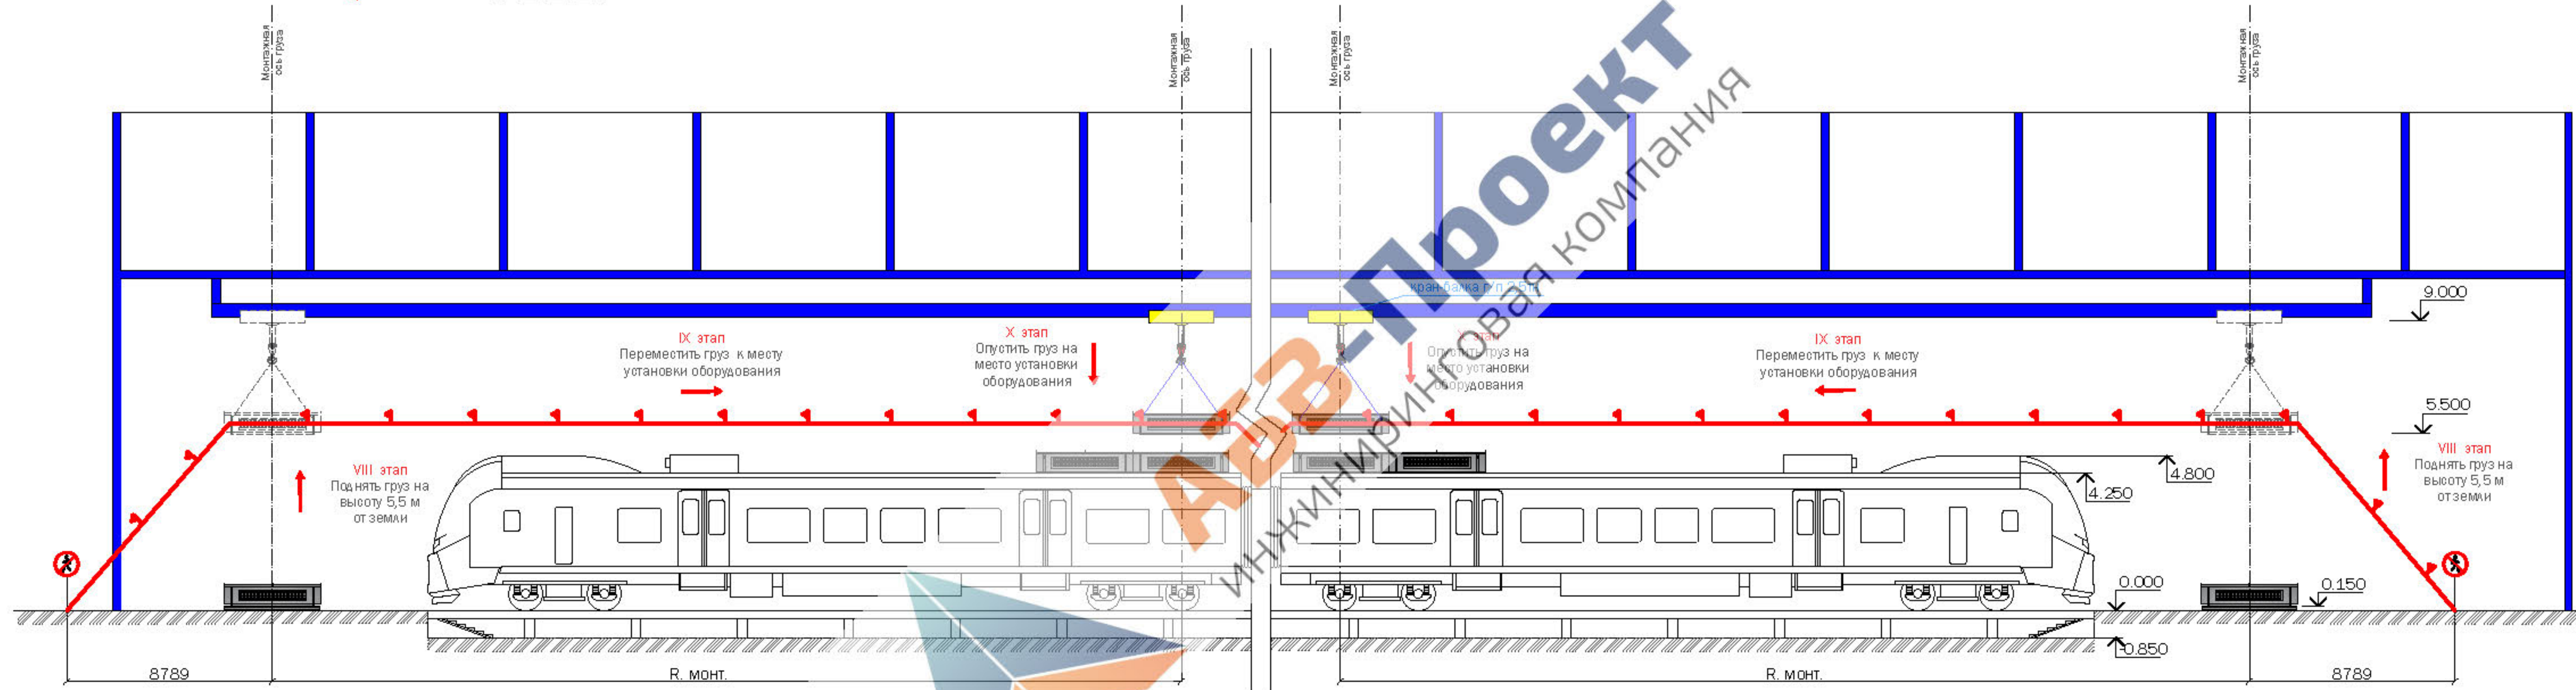 Монтажная
ось груза
Монтажная
ось груза
Монтажная
ось груза
Монтажная
ось груза
кран-балка г/п 2,5т
9.000
IX этап
Переместить груз к месту
установки оборудования
X этап
Опустить груз на
место установки
оборудования
X этап
Опустить груз на
место установки
оборудования
IX этап
Переместить груз к месту
установки оборудования
5.500
VIII этап
Поднять груз на
высоту 5,5 м
от земли
VIII этап
Поднять груз на
высоту 5,5 м
от земли
4.800
4.250
0.000
0.150
-0.850
8789
R. монт.
R. монт.
8789
АБВ-Проект
инжиниринговая компания